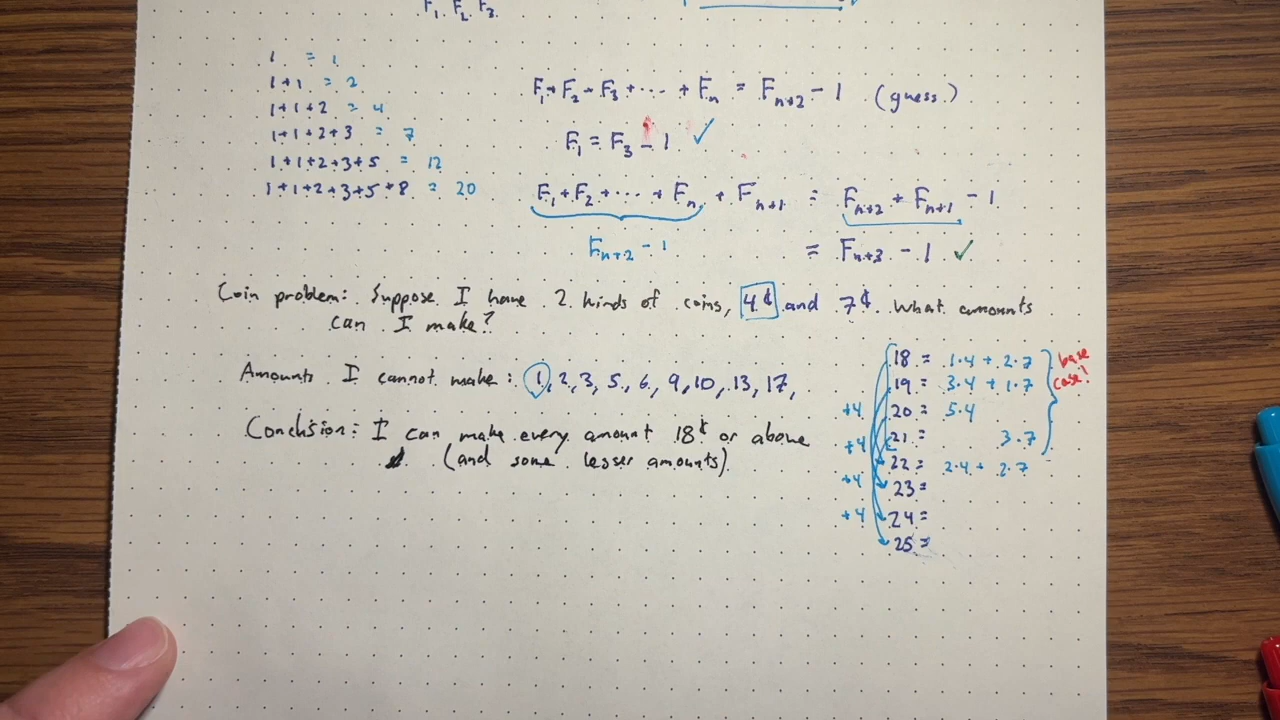 F₁ F₂ F₃
1 = 1
1+1 = 2
1+1+2 = 4
1+1+2+3 = 7
1+1+2+3+5 = 12
1+1+2+3+5+8 = 20
F₁+F₂+F₃+⋯+Fₙ = Fₙ₊₂ − 1 (guess)
F₁ = F₃ − 1 ✓
F₁+F₂+⋯+Fₙ + Fₙ₊₁ = Fₙ₊₂ + Fₙ₊₁ − 1
Fₙ₊₂ − 1
= Fₙ₊₃ − 1 ✓
Coin problem: Suppose I have 2 kinds of coins, 4¢ and 7¢. What amounts
can I make?
Amounts I cannot make: 1, 2, 3, 5, 6, 9, 10, 13, 17,
Conclusion: I can make every amount 18¢ or above
(and some lesser amounts).
18 = 1·4 + 2·7
19 = 3·4 + 1·7
20 = 5·4
21 = 3·7
22 = 2·4 + 2·7
23 =
24 =
25 =
base
case!
+4
+4
+4
+4